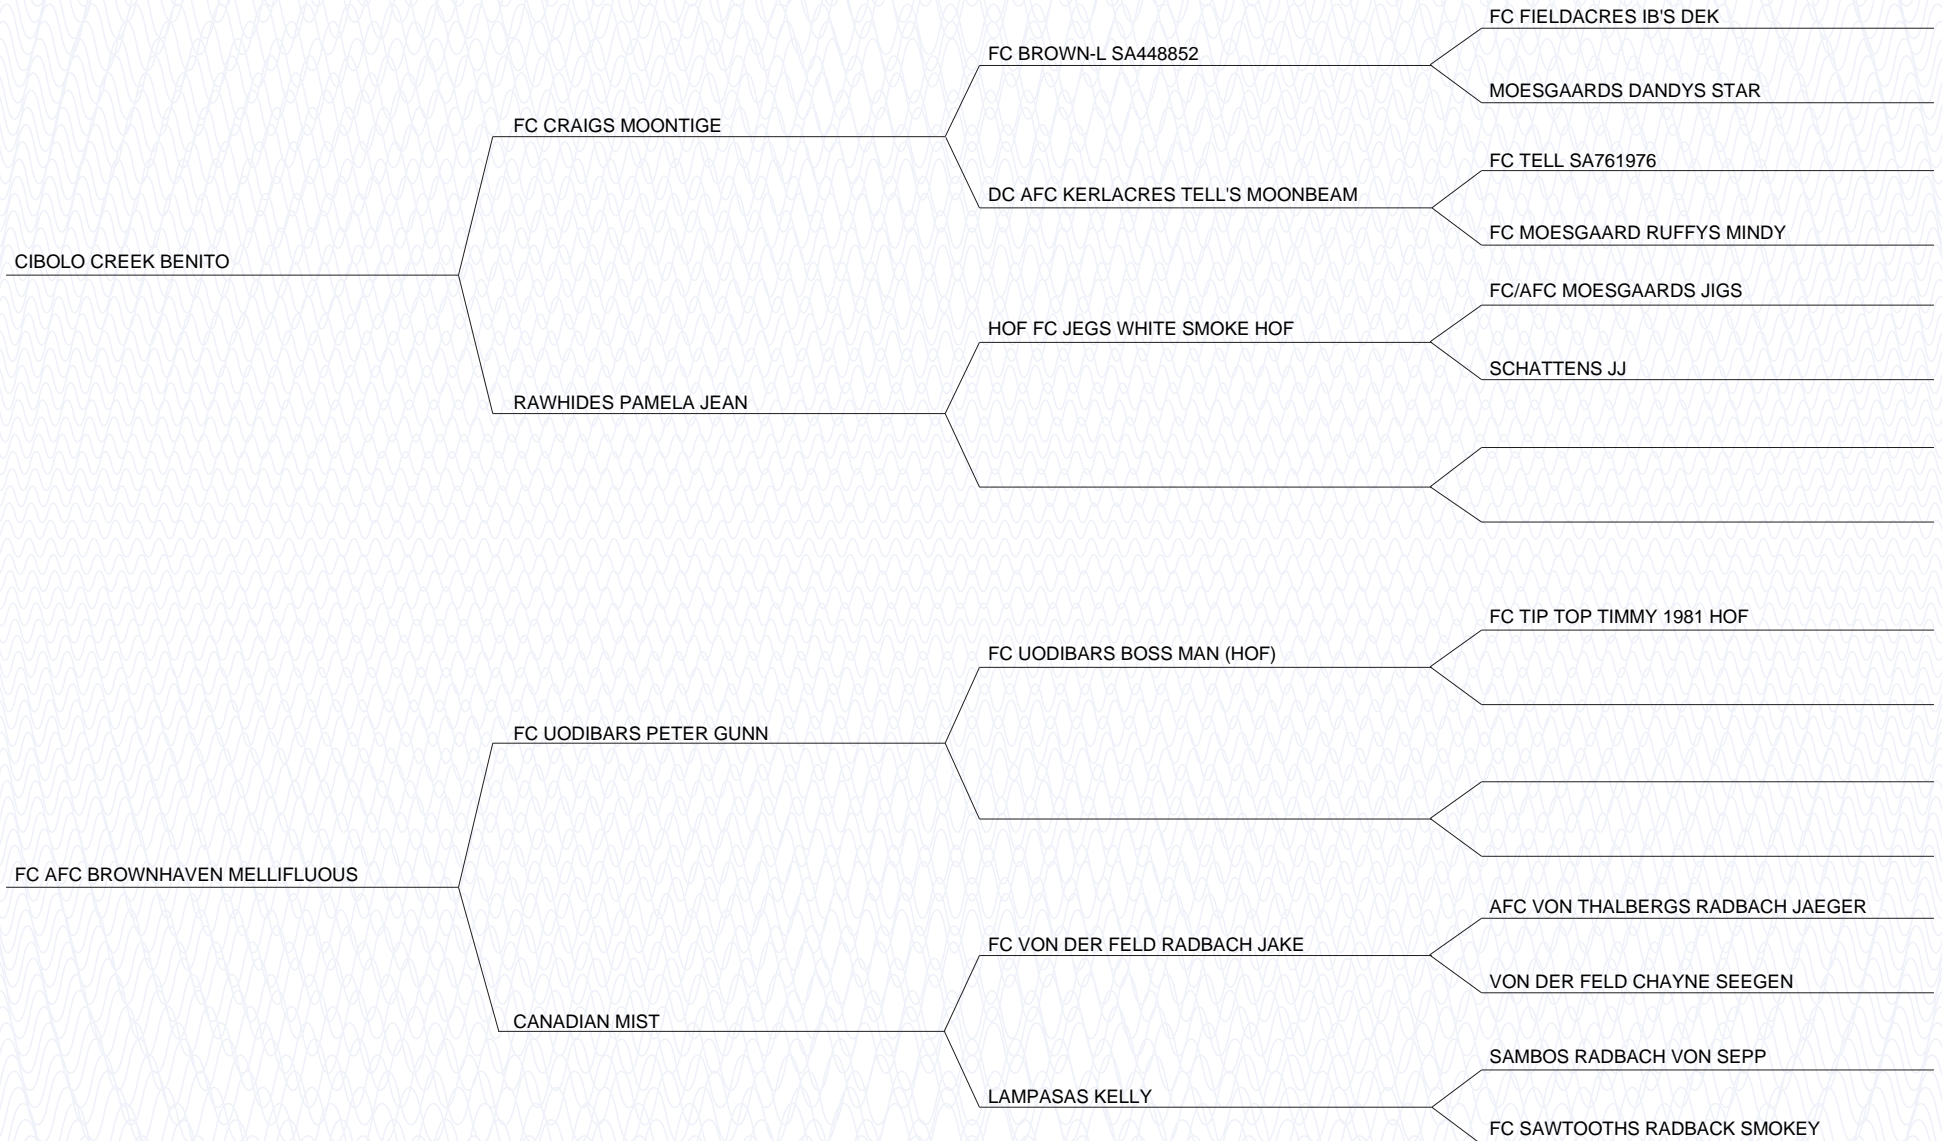 FC FIELDACRES IB'S DEK
FC BROWN-L SA448852
MOESGAARDS DANDYS STAR
FC CRAIGS MOONTIGE
FC TELL SA761976
DC AFC KERLACRES TELL'S MOONBEAM
FC MOESGAARD RUFFYS MINDY
CIBOLO CREEK BENITO
FC/AFC MOESGAARDS JIGS
HOF FC JEGS WHITE SMOKE HOF
SCHATTENS JJ
RAWHIDES PAMELA JEAN
FC TIP TOP TIMMY 1981 HOF
FC UODIBARS BOSS MAN (HOF)
FC UODIBARS PETER GUNN
FC AFC BROWNHAVEN MELLIFLUOUS
AFC VON THALBERGS RADBACH JAEGER
FC VON DER FELD RADBACH JAKE
VON DER FELD CHAYNE SEEGEN
CANADIAN MIST
SAMBOS RADBACH VON SEPP
LAMPASAS KELLY
FC SAWTOOTHS RADBACK SMOKEY